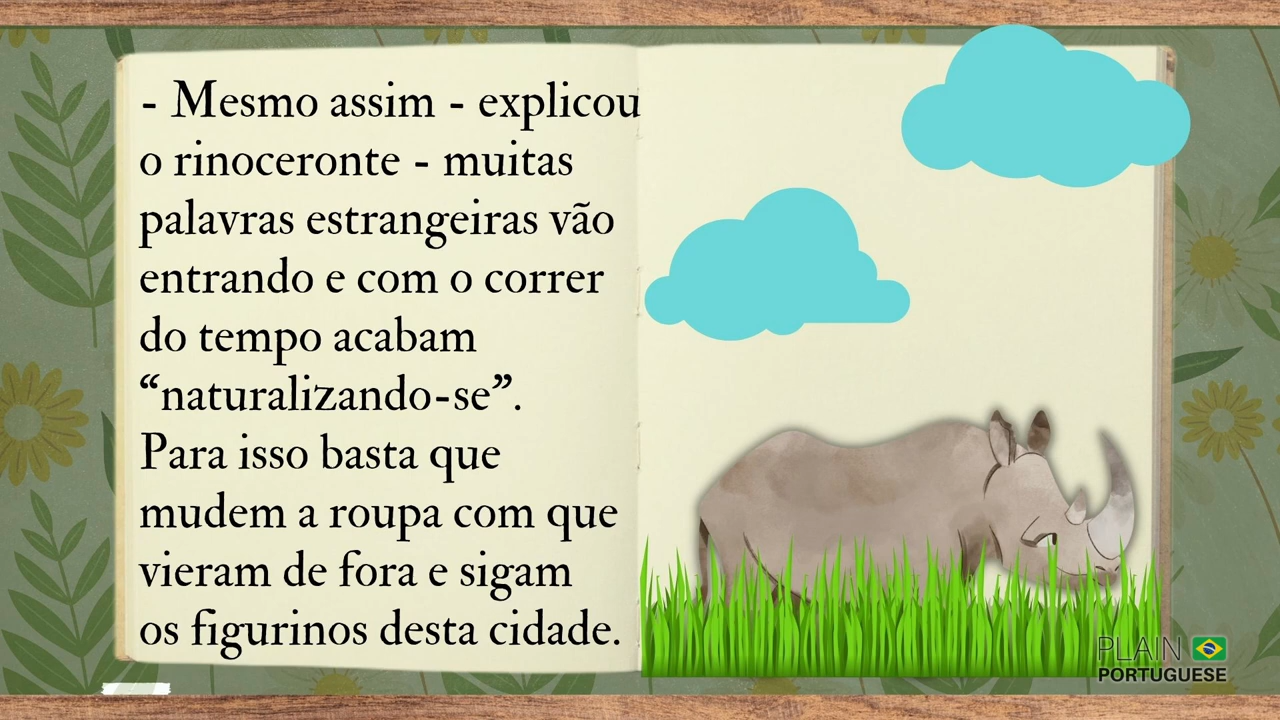 - Mesmo assim - explicou
o rinoceronte - muitas
palavras estrangeiras vão
entrando e com o correr
do tempo acabam
“naturalizando-se”.
Para isso basta que
mudem a roupa com que
vieram de fora e sigam
os figurinos desta cidade.
PLAIN
PORTUGUESE